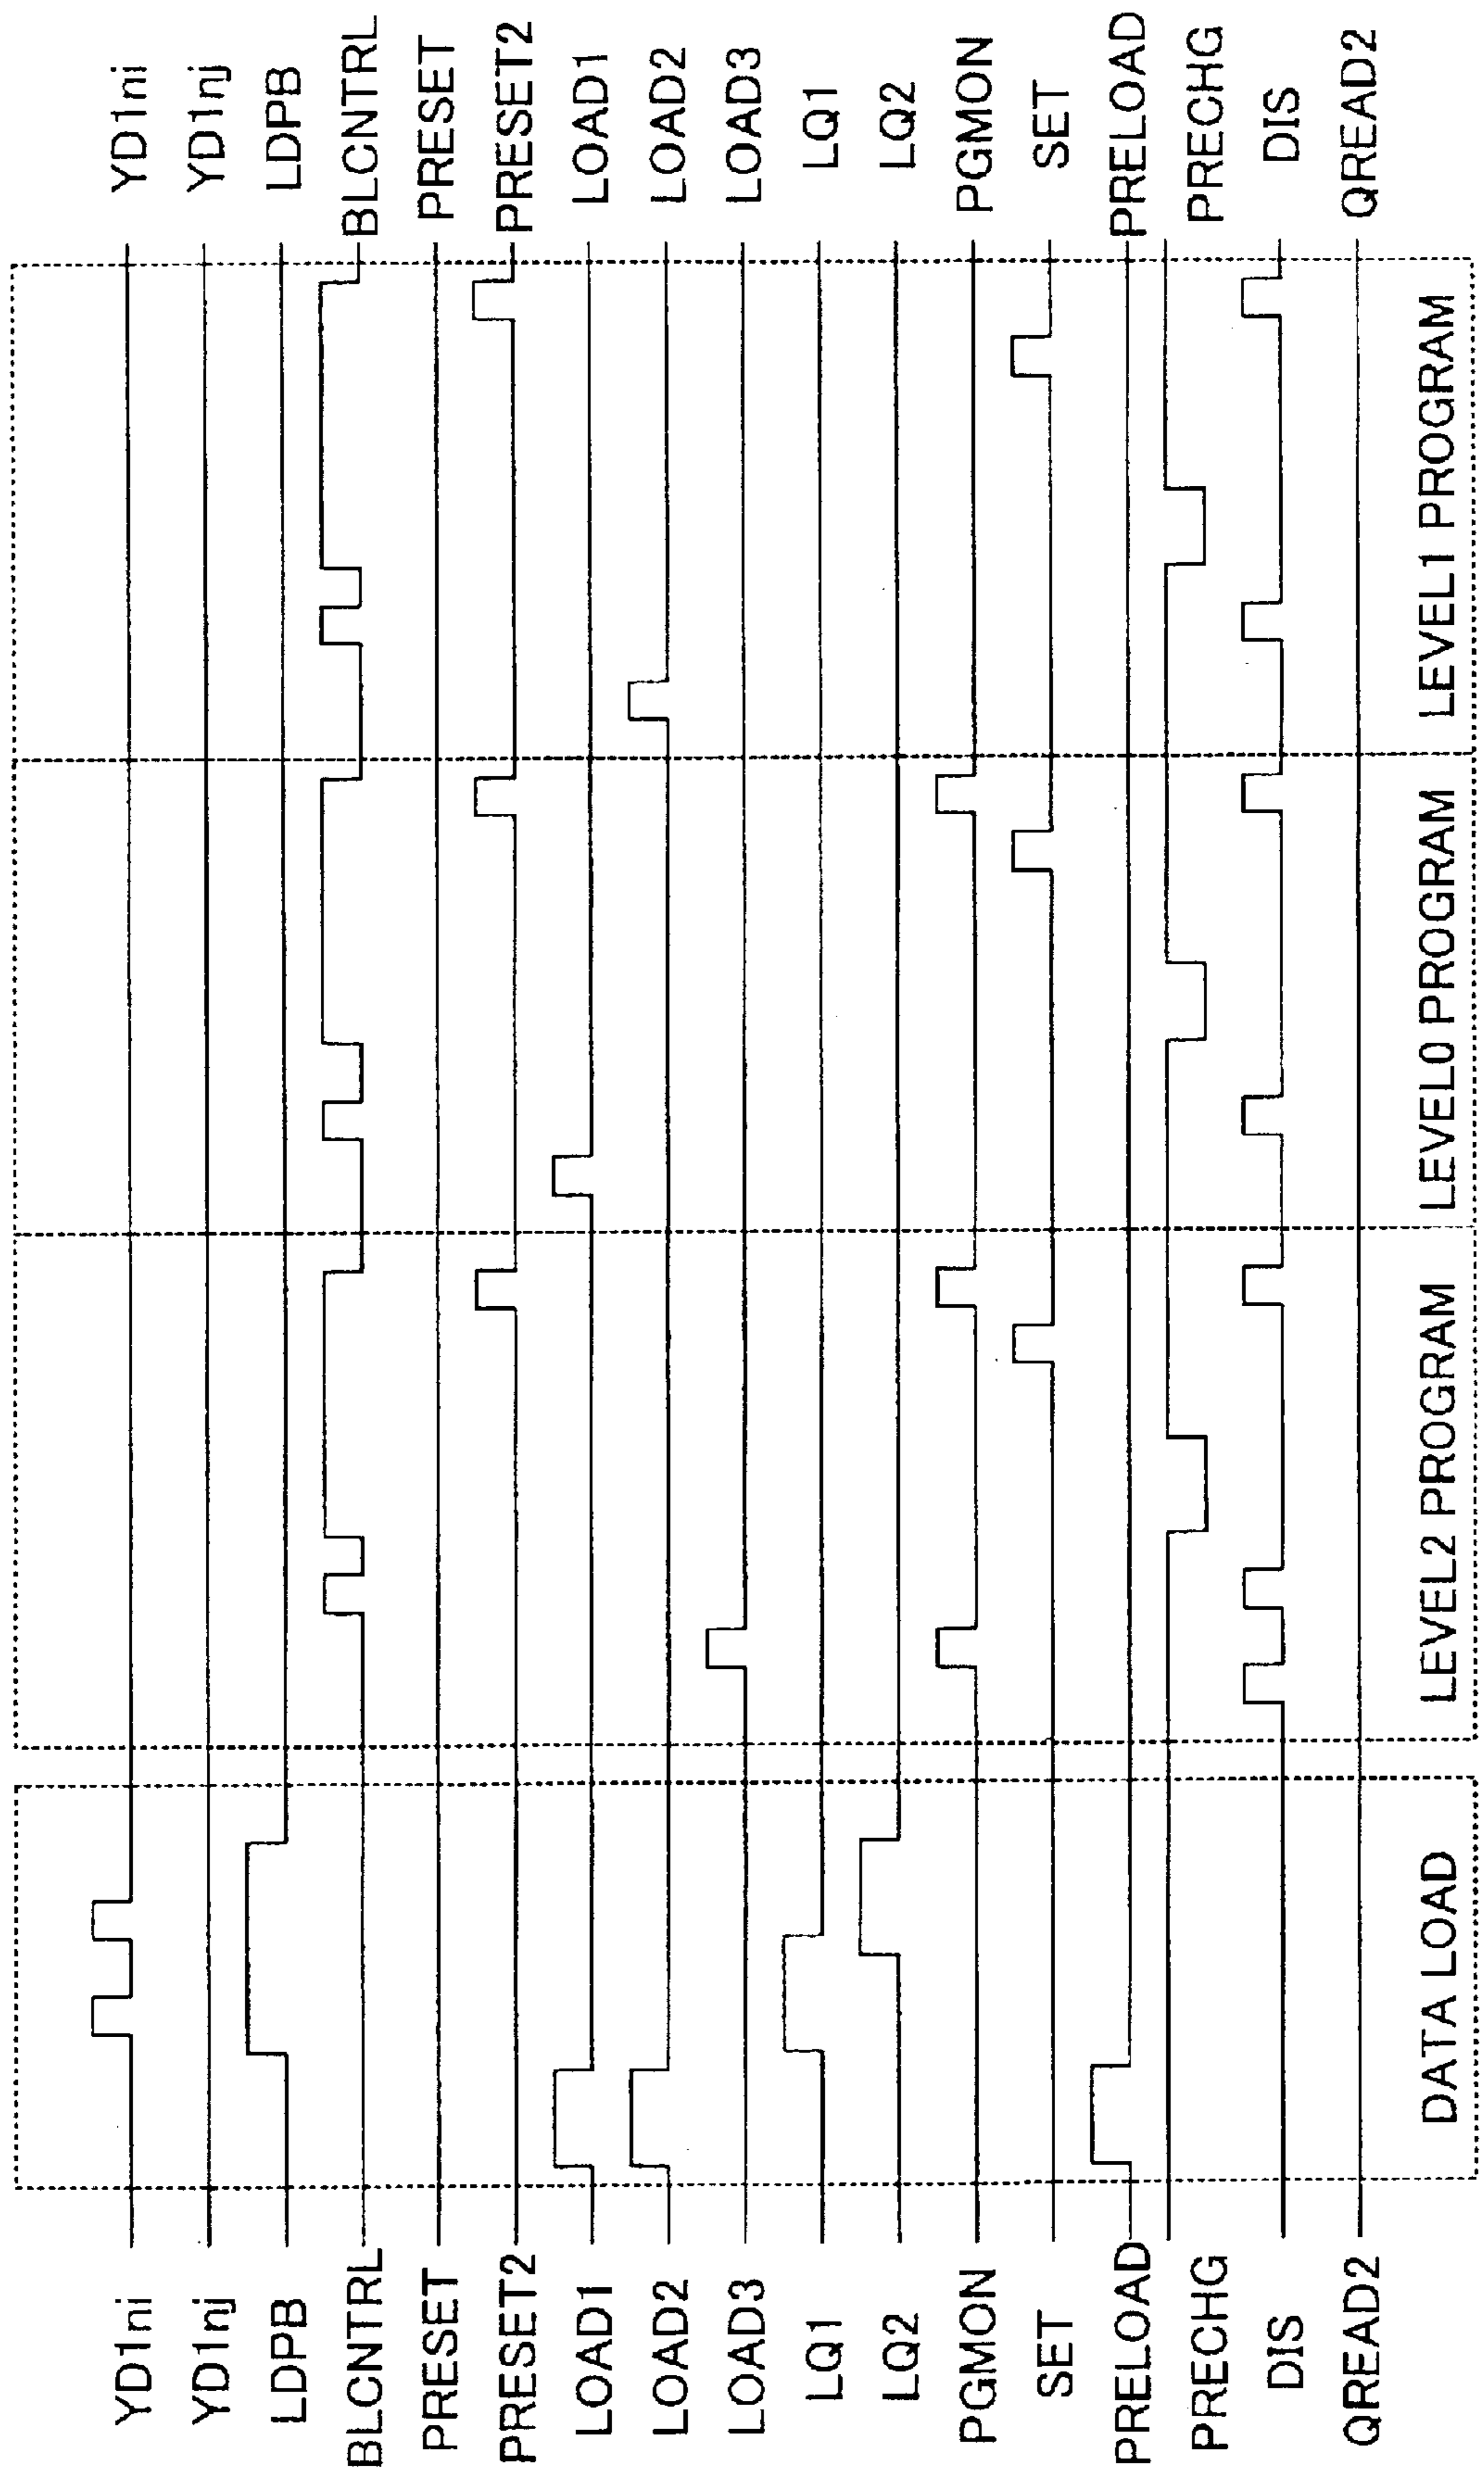 YD1ni
YD1nj
LDPB
BLCNTRL
PRESET
PRESET2
LOAD1
LOAD2
LOAD3
LQ1
LQ2
PGMON
SET
PRELOAD
PRECHG
DIS
QREAD2
DATA LOAD
LEVEL2 PROGRAM
LEVEL0 PROGRAM
LEVEL1 PROGRAM
YD1ni
YD1nj
LDPB
BLCNTRL
PRESET
PRESET2
LOAD1
LOAD2
LOAD3
LQ1
LQ2
PGMON
SET
PRELOAD
PRECHG
DIS
QREAD2